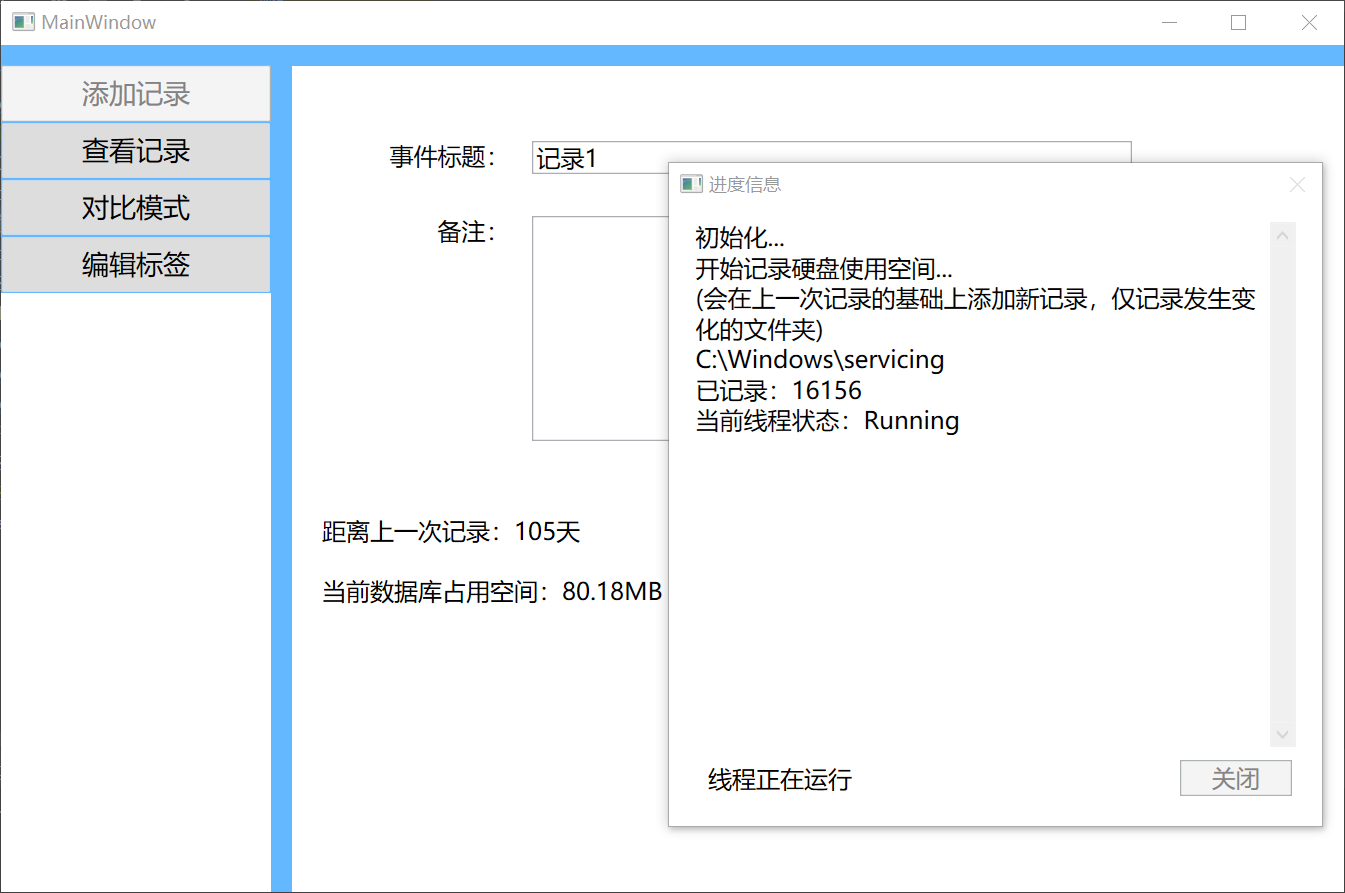 MainWindow
添加记录
查看记录
对比模式
编辑标签
事件标题：
记录1
备注：
距离上一次记录：105天
当前数据库占用空间：80.18MB
进度信息
初始化...
开始记录硬盘使用空间...
(会在上一次记录的基础上添加新记录，仅记录发生变
化的文件夹)
C:\Windows\servicing
已记录：16156
当前线程状态：Running
线程正在运行
关闭